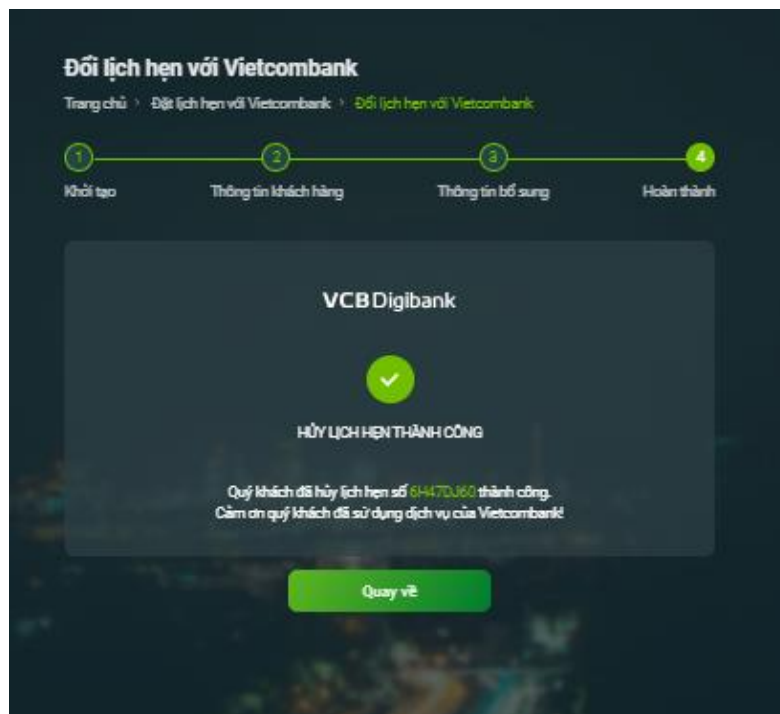 Đổi lịch hẹn với Vietcombank
Trang chủ › Đặt lịch hẹn với Vietcombank › Đổi lịch hẹn với Vietcombank
1 2 3 4
Khởi tạo Thông tin khách hàng Thông tin bổ sung Hoàn thành
VCB Digibank
HỦY LỊCH HẸN THÀNH CÔNG
Quý khách đã hủy lịch hẹn số 6H47DJ60 thành công.
Cảm ơn quý khách đã sử dụng dịch vụ của Vietcombank!
Quay về